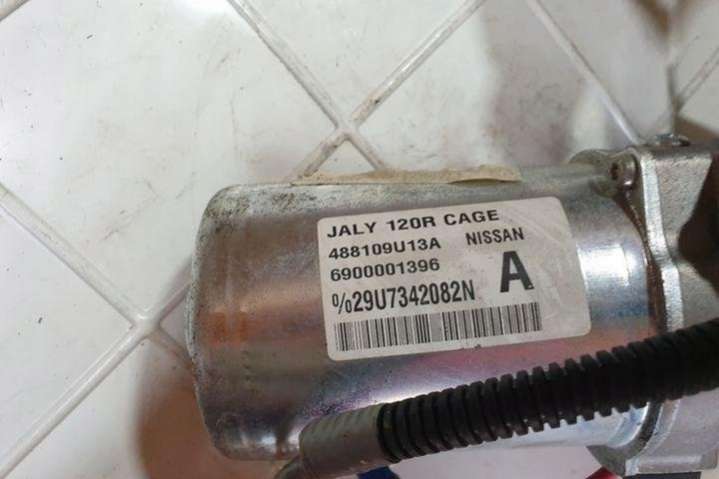 JALY 120R CAGE
488109U13A NISSAN
6900001396
A
%29U7342082N